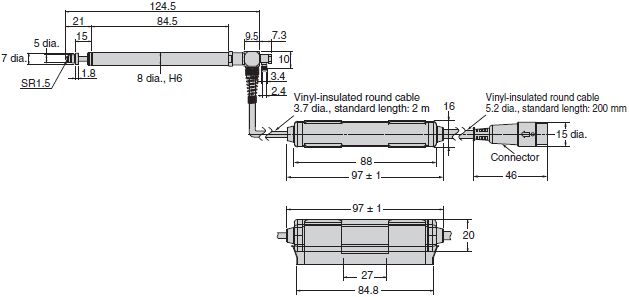 124.5
21
84.5
15
9.5
7.3
5 dia.
7 dia.
10
1.8
3.4
SR1.5
8 dia., H6
2.4
Vinyl-insulated round cable
3.7 dia., standard length: 2 m
16
Vinyl-insulated round cable
5.2 dia., standard length: 200 mm
15 dia.
Connector
88
97 ± 1
46
97 ± 1
20
27
84.8